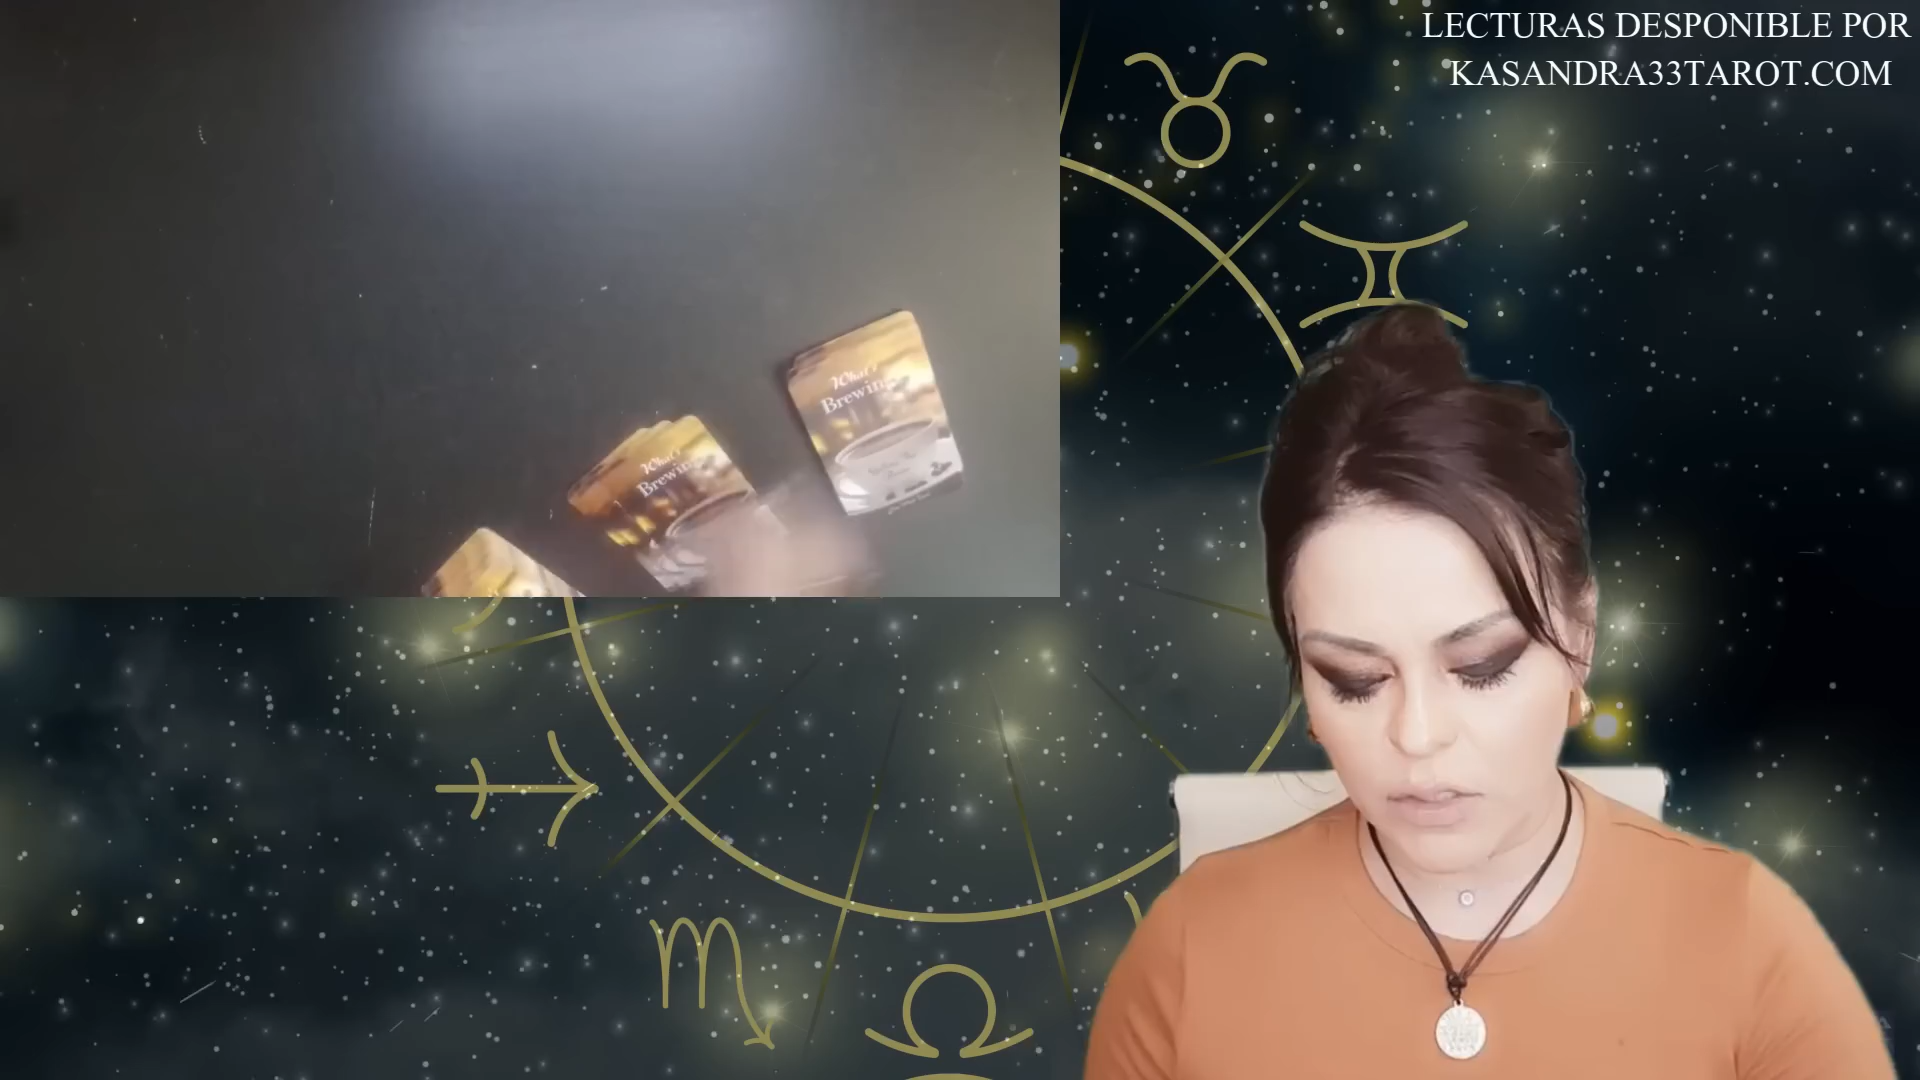 LECTURAS DESPONIBLE POR
KASANDRA33TAROT.COM
What's
Brewing
What's
Brewing